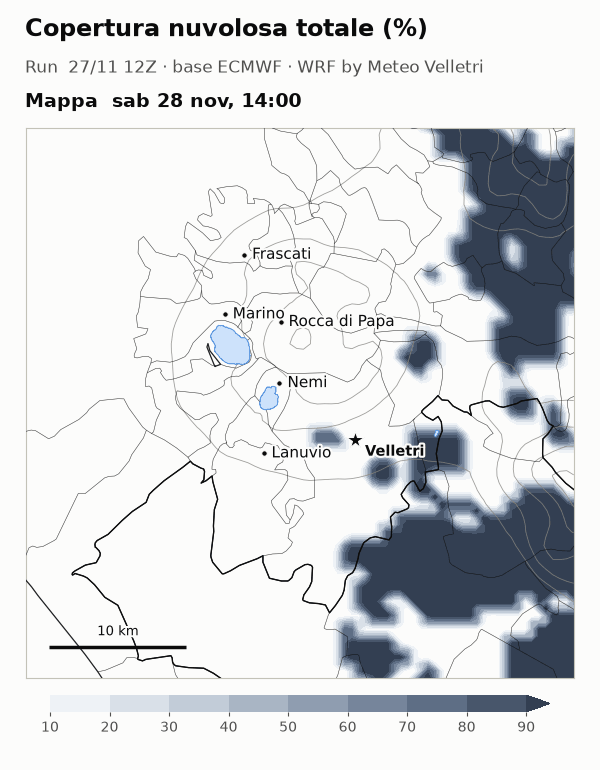 Copertura nuvolosa totale (%)
Run  27/11 12Z · base ECMWF · WRF by Meteo Velletri
Mappa  sab 28 nov, 14:00
Frascati
Marino
Rocca di Papa
Nemi
Velletri
Lanuvio
10 km
10 20 30 40 50 60 70 80 90